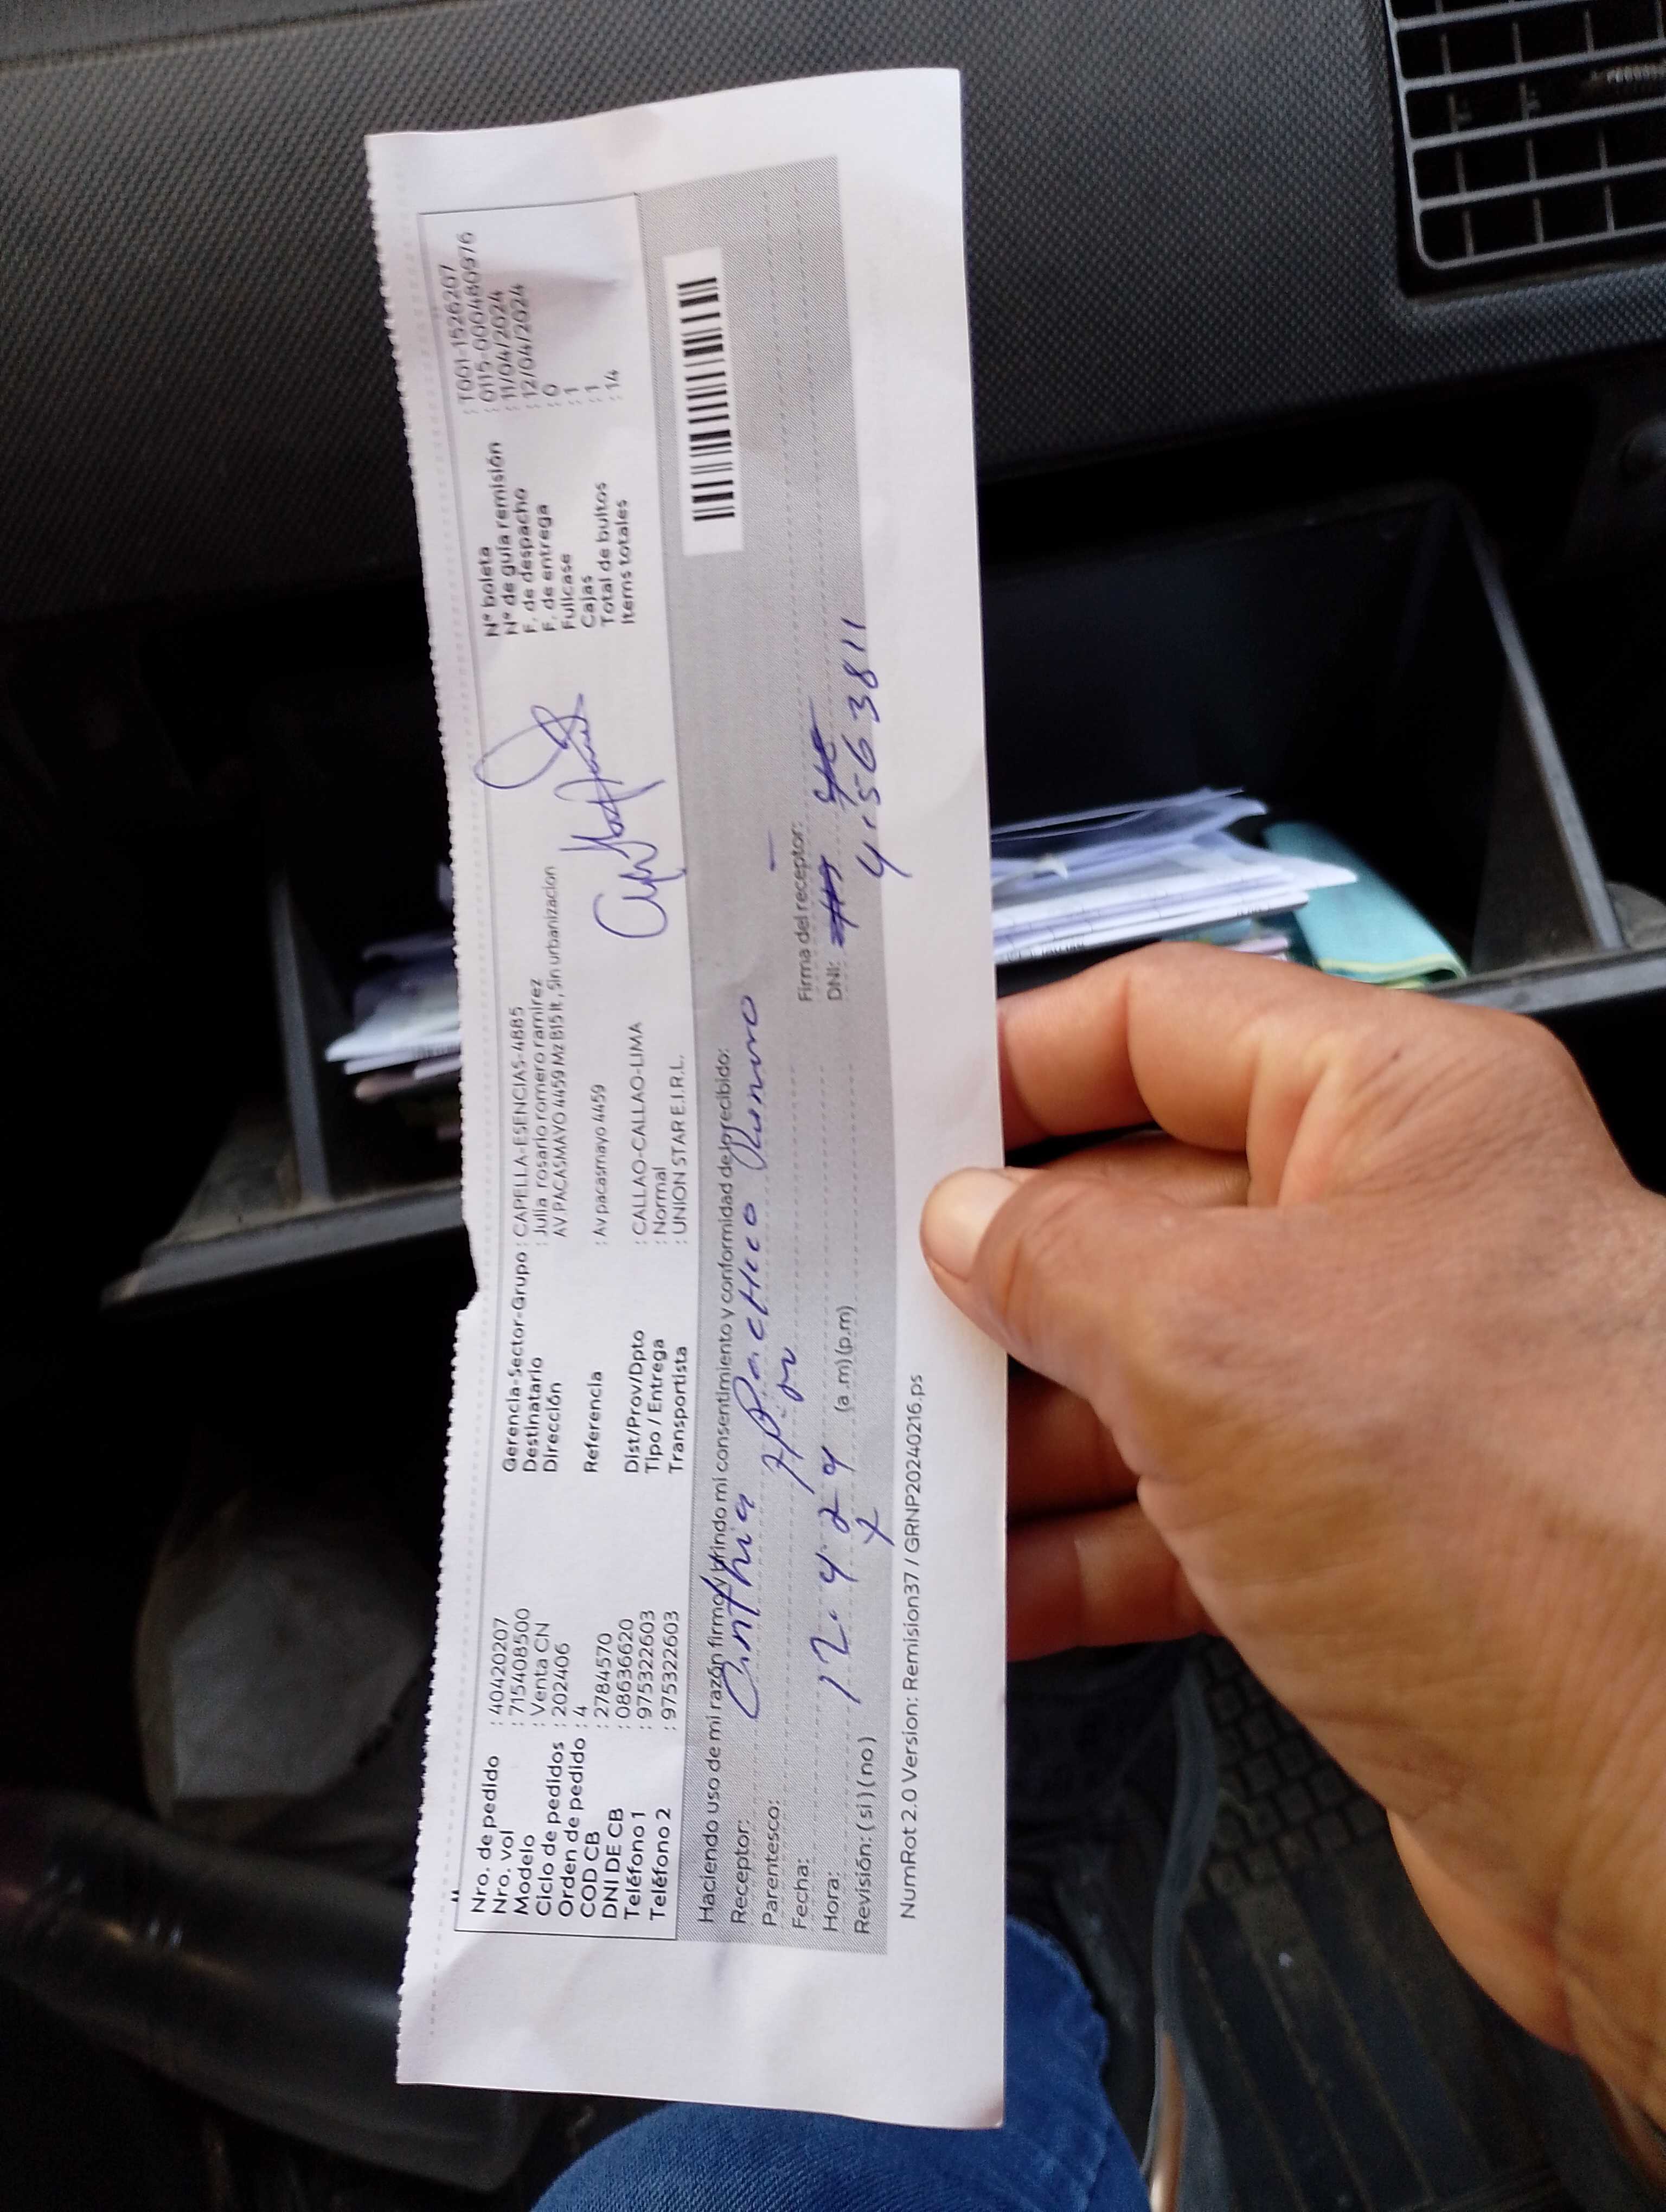 Nro. de pedido : 40420207
Nro. vol : 715408500
Modelo : Venta CN
Ciclo de pedidos : 202406
Orden de pedido : 4
COD CB : 2784570
DNI DE CB : 08636620
Teléfono 1 : 975322603
Teléfono 2 : 975322603
Gerencia-Sector-Grupo : CAPELLA-ESENCIAS-4885
Destinatario : Julia rosario romero ramirez
Dirección AV.PACASMAYO 4459 Mz B15 lt , Sin urbanizacion
Referencia : Av pacasmayo 4459
Dist/Prov/Dpto : CALLAO-CALLAO-LIMA
Tipo / Entrega : Normal
Transportista : UNION STAR E.I.R.L.
N° boleta : T001-1526207
N° de guía remisión : 0115-000480976
F. de despacho : 11/04/2024
F. de entrega : 12/04/2024
Fullcase : 0
Cajas : 1
Total de bultos : 1
Items totales : 14
Haciendo uso de mi razón firmo y brindo mi consentimiento y conformidad de lo recibido:
Receptor: Cinthia Pacheco
Parentesco:
Fecha: 12. 4 24
Hora: (a.m)(p.m)
Revisión: ( si ) ( no )
Firma del receptor:
DNI: 41563811
NumRot 2.0 Version: Remision37 / GRNP20240216.ps